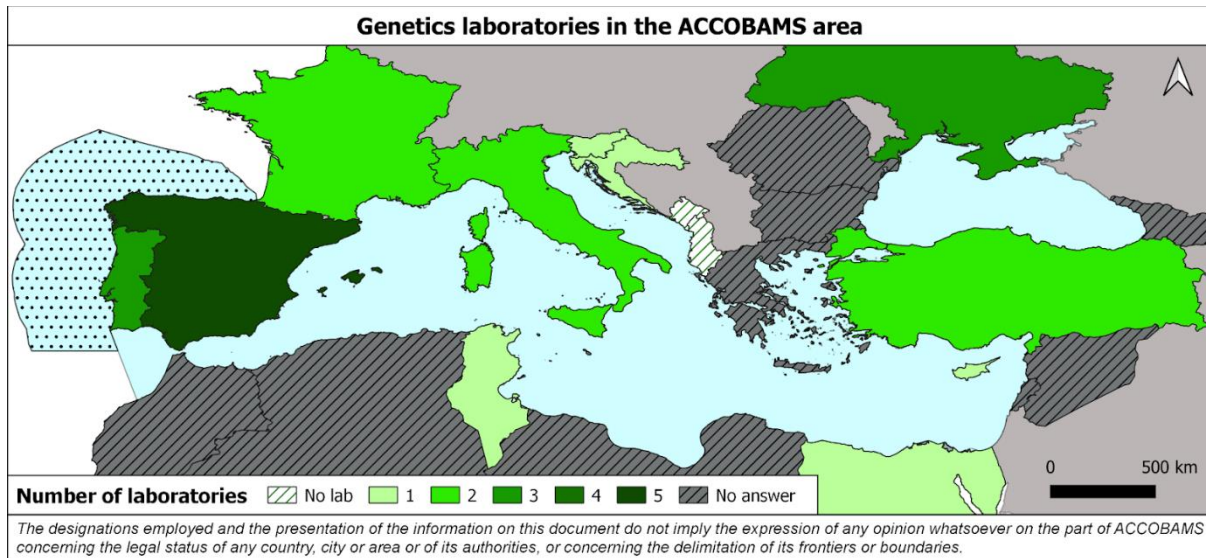 Genetics laboratories in the ACCOBAMS area
0 500 km
Number of laboratories No lab 1 2 3 4 5 No answer
The designations employed and the presentation of the information on this document do not imply the expression of any opinion whatsoever on the part of ACCOBAMS
concerning the legal status of any country, city or area or of its authorities, or concerning the delimitation of its frontiers or boundaries.